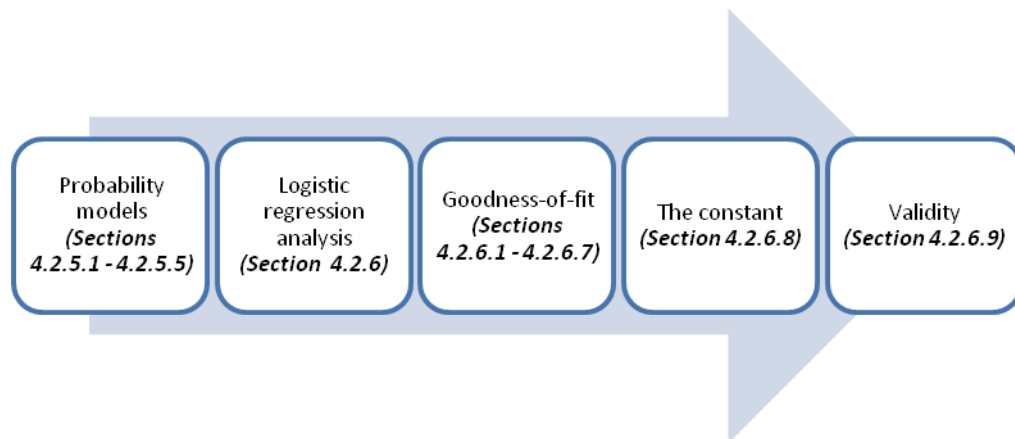 Probability
models
(Sections
4.2.5.1 - 4.2.5.5)
Logistic
regression
analysis
(Section 4.2.6)
Goodness-of-fit
(Sections
4.2.6.1 - 4.2.6.7)
The constant
(Section 4.2.6.8)
Validity
(Section 4.2.6.9)